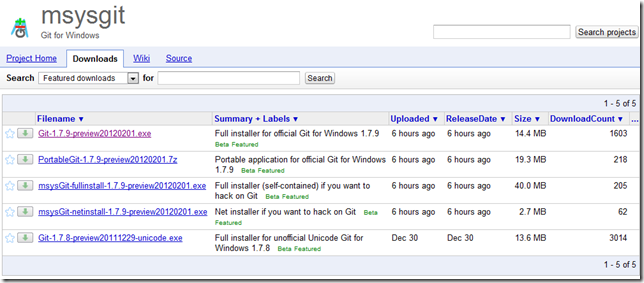 msysgit
Git for Windows
Search projects
Project Home Downloads Wiki Source
Search Featured downloads for Search
1 - 5 of 5
Filename ▼ Summary + Labels ▼ Uploaded ▼ ReleaseDate ▼ Size ▼ DownloadCount ▼ ...
Git-1.7.9-preview20120201.exe Full installer for official Git for Windows 1.7.9 6 hours ago 6 hours ago 14.4 MB 1603
Beta Featured
PortableGit-1.7.9-preview20120201.7z Portable application for official Git for Windows 6 hours ago 6 hours ago 19.3 MB 218
1.7.9 Beta Featured
msysGit-fullinstall-1.7.9-preview20120201.exe Full installer (self-contained) if you want to 6 hours ago 6 hours ago 40.0 MB 205
hack on Git Beta Featured
msysGit-netinstall-1.7.9-preview20120201.exe Net installer if you want to hack on Git Beta 6 hours ago 6 hours ago 2.7 MB 62
Featured
Git-1.7.8-preview20111229-unicode.exe Full installer for unofficial Unicode Git for Dec 30 Dec 30 13.6 MB 3014
Windows 1.7.8 Beta Featured
1 - 5 of 5